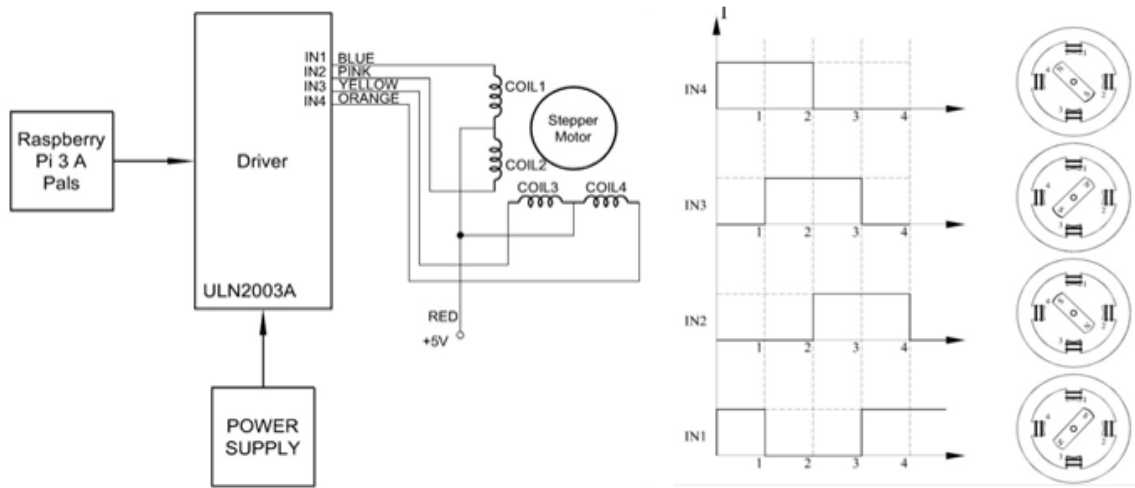 Raspberry
Pi 3 A
Pals
Driver
ULN2003A
POWER
SUPPLY
IN1
IN2
IN3
IN4
BLUE
PINK
YELLOW
ORANGE
COIL1
COIL2
COIL3
COIL4
Stepper
Motor
RED
+5V
I
IN4
1 2 3 4
IN3
1 2 3 4
IN2
1 2 3 4
IN1
1 2 3 4